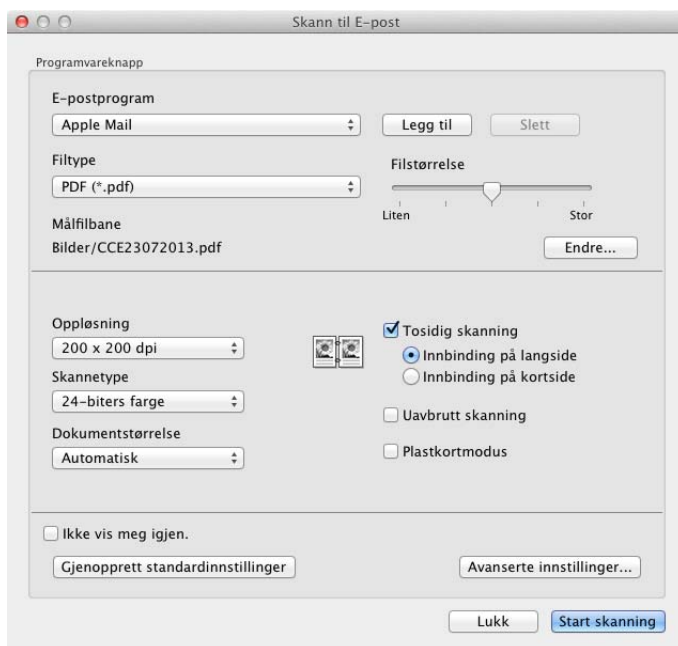 Skann til E-post
Programvareknapp
E-postprogram
Apple Mail
Legg til
Slett
Filtype
PDF (*.pdf)
Filstørrelse
Liten
Stor
Målfilbane
Bilder/CCE23072013.pdf
Endre...
Oppløsning
200 x 200 dpi
Skannetype
24-biters farge
Dokumentstørrelse
Automatisk
Tosidig skanning
Innbinding på langside
Innbinding på kortside
Uavbrutt skanning
Plastkortmodus
Ikke vis meg igjen.
Gjenopprett standardinnstillinger
Avanserte innstillinger...
Lukk
Start skanning